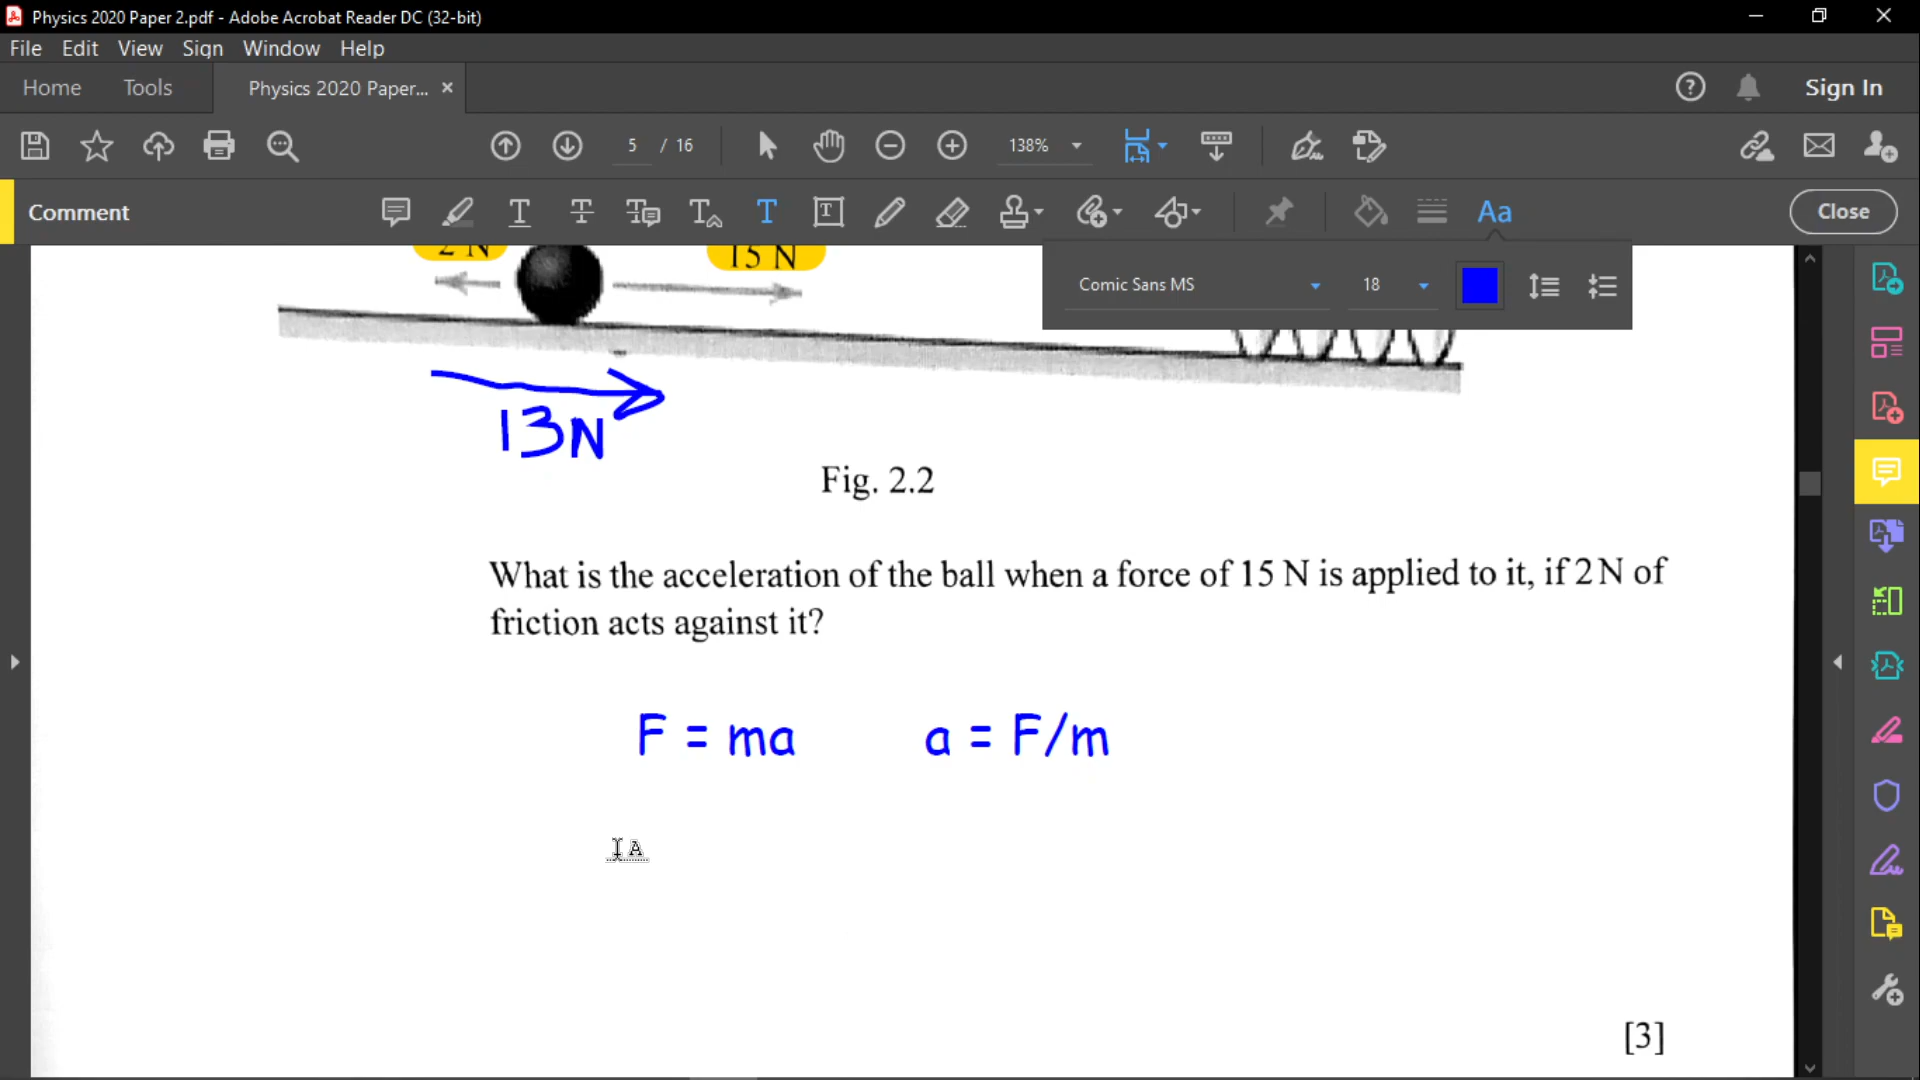 Physics 2020 Paper 2.pdf - Adobe Acrobat Reader DC (32-bit)
File Edit View Sign Window Help
Home Tools Physics 2020 Paper... × Sign In
5 / 16 138%
Comment Close
Comic Sans MS 18
2 N 15 N
13N
Fig. 2.2
What is the acceleration of the ball when a force of 15 N is applied to it, if 2 N of
friction acts against it?
F = ma a = F/m
[3]